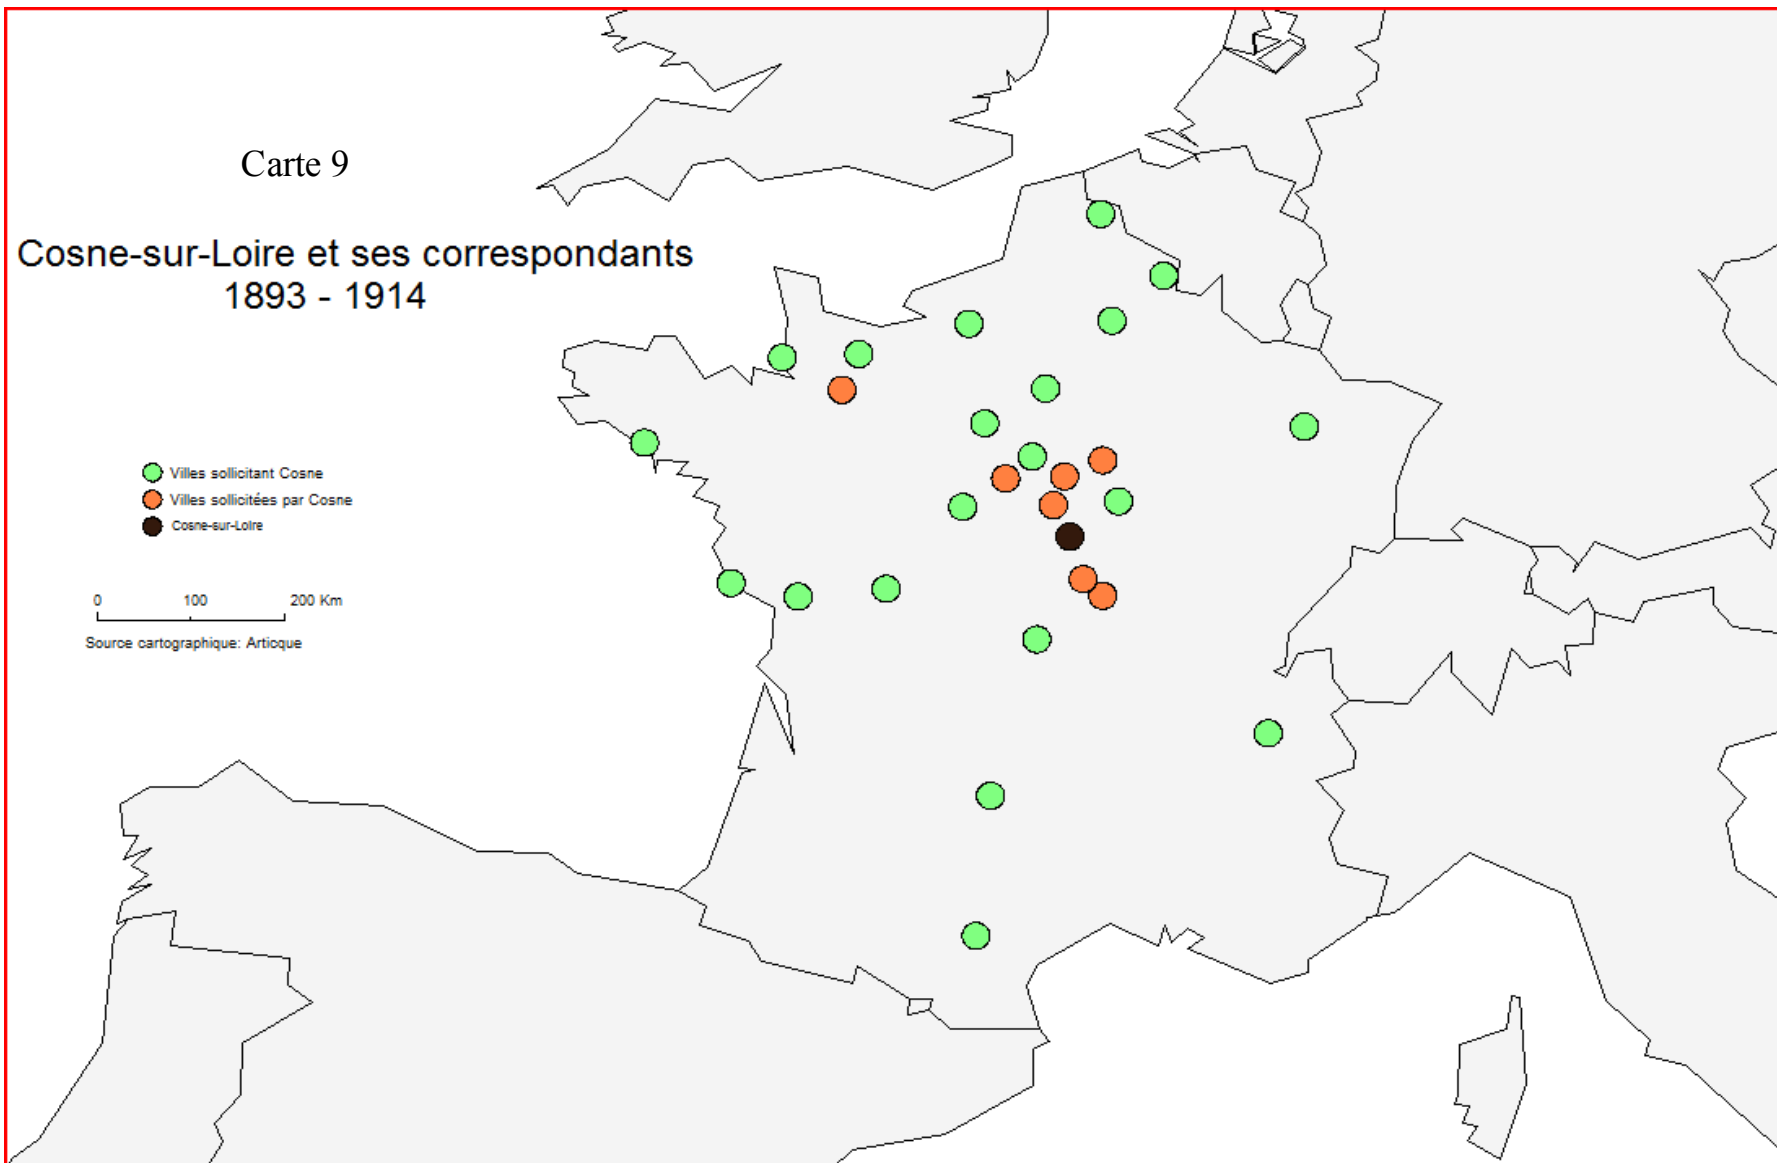 Carte 9
Cosne-sur-Loire et ses correspondants
1893 - 1914
Villes sollicitant Cosne
Villes sollicitées par Cosne
Cosne-sur-Loire
0 100 200 Km
Source cartographique: Articque